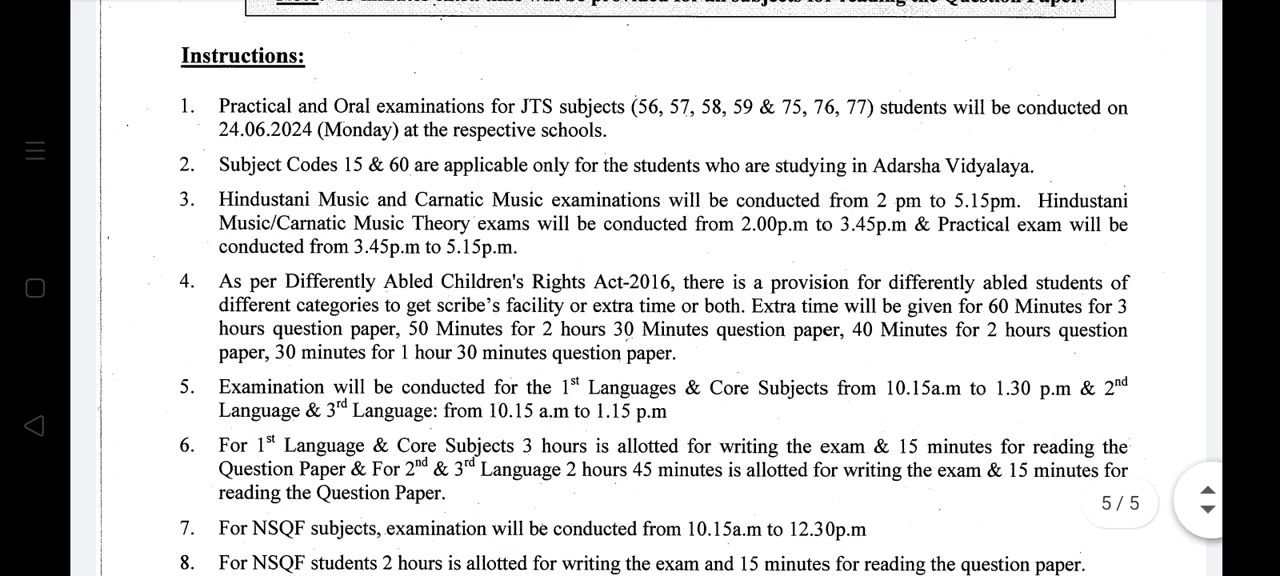 Instructions:
1. Practical and Oral examinations for JTS subjects (56, 57, 58, 59 & 75, 76, 77) students will be conducted on
24.06.2024 (Monday) at the respective schools.
2. Subject Codes 15 & 60 are applicable only for the students who are studying in Adarsha Vidyalaya.
3. Hindustani Music and Carnatic Music examinations will be conducted from 2 pm to 5.15pm. Hindustani
Music/Carnatic Music Theory exams will be conducted from 2.00p.m to 3.45p.m & Practical exam will be
conducted from 3.45p.m to 5.15p.m.
4. As per Differently Abled Children's Rights Act-2016, there is a provision for differently abled students of
different categories to get scribe's facility or extra time or both. Extra time will be given for 60 Minutes for 3
hours question paper, 50 Minutes for 2 hours 30 Minutes question paper, 40 Minutes for 2 hours question
paper, 30 minutes for 1 hour 30 minutes question paper.
5. Examination will be conducted for the 1st Languages & Core Subjects from 10.15a.m to 1.30 p.m & 2nd
Language & 3rd Language: from 10.15 a.m to 1.15 p.m
6. For 1st Language & Core Subjects 3 hours is allotted for writing the exam & 15 minutes for reading the
Question Paper & For 2nd & 3rd Language 2 hours 45 minutes is allotted for writing the exam & 15 minutes for
reading the Question Paper.
5 / 5
7. For NSQF subjects, examination will be conducted from 10.15a.m to 12.30p.m
8. For NSQF students 2 hours is allotted for writing the exam and 15 minutes for reading the question paper.